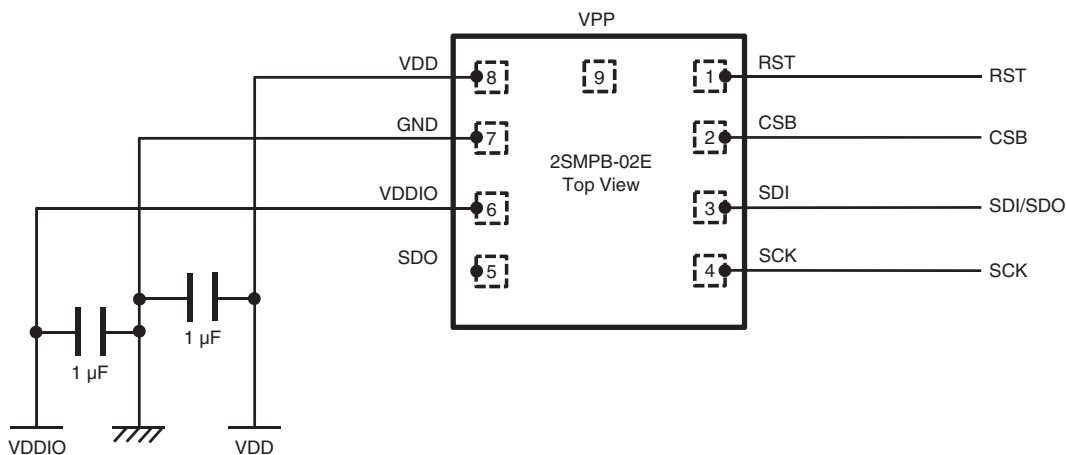 VPP
VDD
8
9
1
RST
RST
GND
7
2
CSB
CSB
2SMPB-02E
Top View
VDDIO
6
3
SDI
SDI/SDO
SDO
5
4
SCK
SCK
1 µF
1 µF
VDDIO
VDD